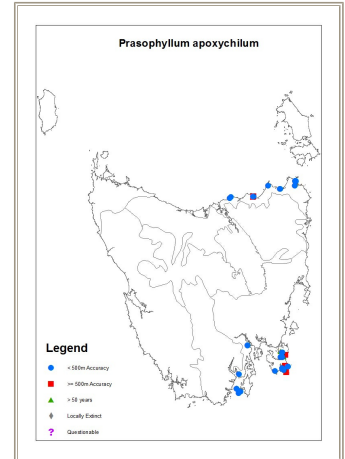 Prasophyllum apoxychilum
Legend
< 500m Accuracy
>= 500m Accuracy
> 50 years
Locally Extinct
Questionable